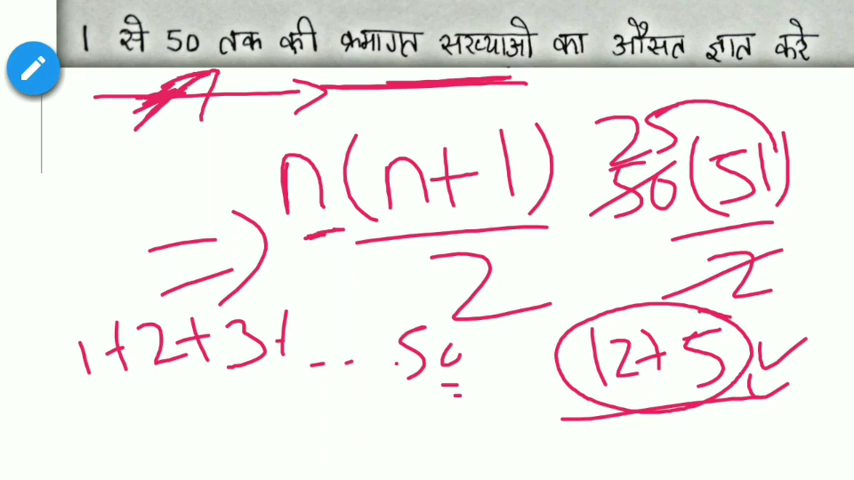 1 से 50 तक की क्रमागत सख्याओ का औसत ज्ञात करे
n(n+1)
2
25
50(51)
2
⇒
1+2+3+ ... 50
12+5